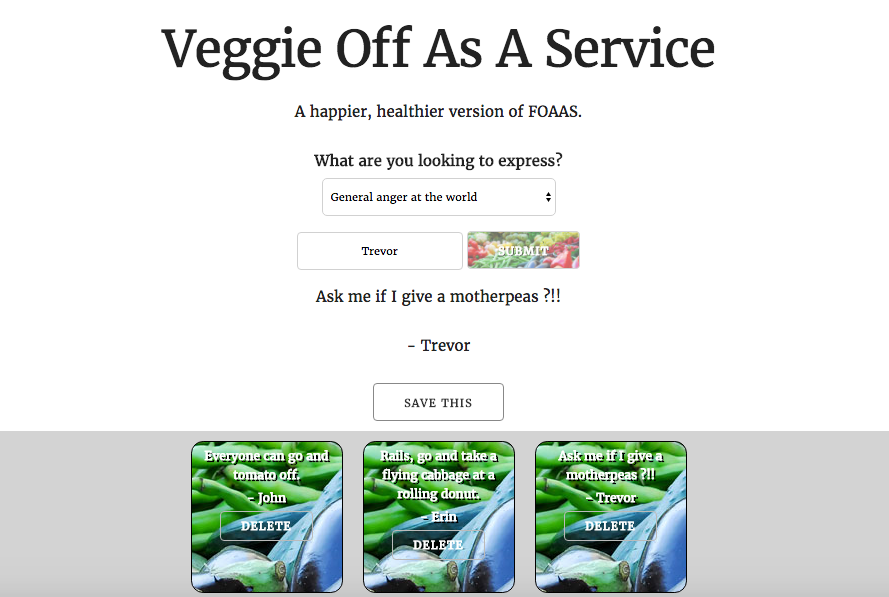 Veggie Off As A Service
A happier, healthier version of FOAAS.
What are you looking to express?
General anger at the world
Trevor
SUBMIT
Ask me if I give a motherpeas ?!!
- Trevor
SAVE THIS
Everyone can go and
tomato off.
- John
DELETE
Rails, go and take a
flying cabbage at a
rolling donut.
- Erin
DELETE
Ask me if I give a
motherpeas ?!!
- Trevor
DELETE